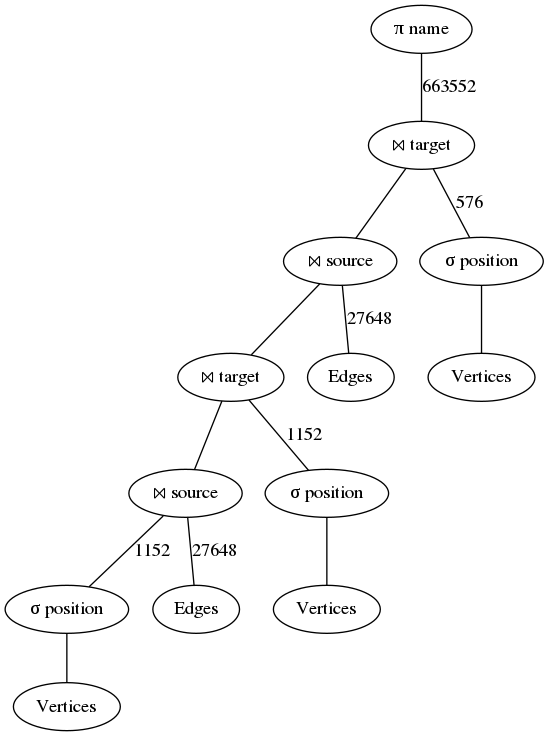 π name
663552
⋈ target
576
⋈ source
σ position
27648
⋈ target
Edges
Vertices
1152
⋈ source
σ position
1152
27648
σ position
Edges
Vertices
Vertices